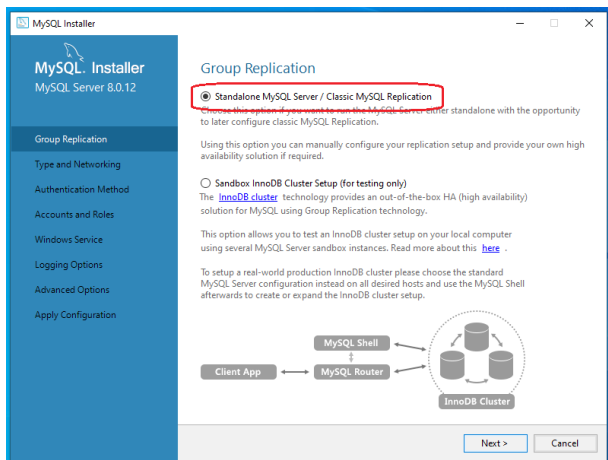 MySQL Installer
MySQL. Installer
MySQL Server 8.0.12
Group Replication
Type and Networking
Authentication Method
Accounts and Roles
Windows Service
Logging Options
Advanced Options
Apply Configuration
Group Replication
Standalone MySQL Server / Classic MySQL Replication
Choose this option if you want to run the MySQL Server either standalone with the opportunity
to later configure classic MySQL Replication.
Using this option you can manually configure your replication setup and provide your own high
availability solution if required.
Sandbox InnoDB Cluster Setup (for testing only)
The InnoDB cluster technology provides an out-of-the-box HA (high availability)
solution for MySQL using Group Replication technology.
This option allows you to test an InnoDB cluster setup on your local computer
using several MySQL Server sandbox instances. Read more about this here .
To setup a real-world production InnoDB cluster please choose the standard
MySQL Server configuration instead on all desired hosts and use the MySQL Shell
afterwards to create or expand the InnoDB cluster setup.
MySQL Shell
Client App
MySQL Router
InnoDB Cluster
Next >
Cancel